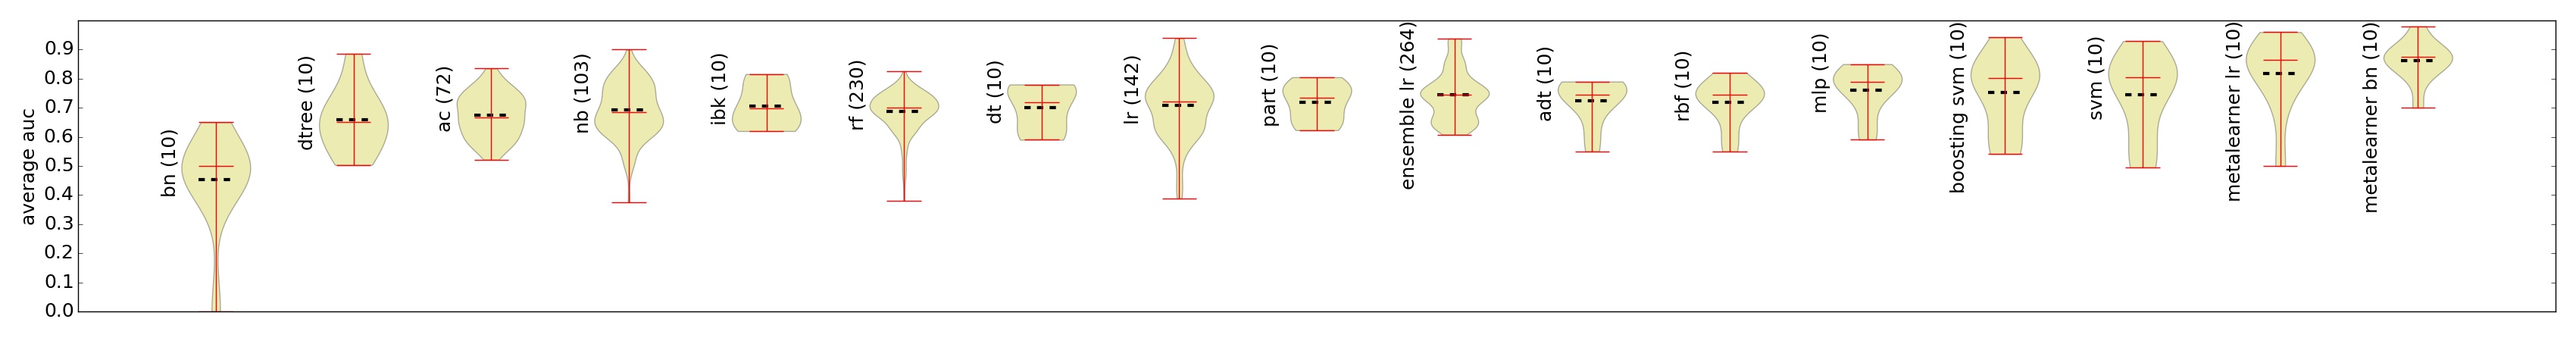 average auc
0.9
0.8
0.7
0.6
0.5
0.4
0.3
0.2
0.1
0.0
bn (10)
dtree (10)
ac (72)
nb (103)
ibk (10)
rf (230)
dt (10)
lr (142)
part (10)
ensemble lr (264)
adt (10)
rbf (10)
mlp (10)
boosting svm (10)
svm (10)
metalearner lr (10)
metalearner bn (10)